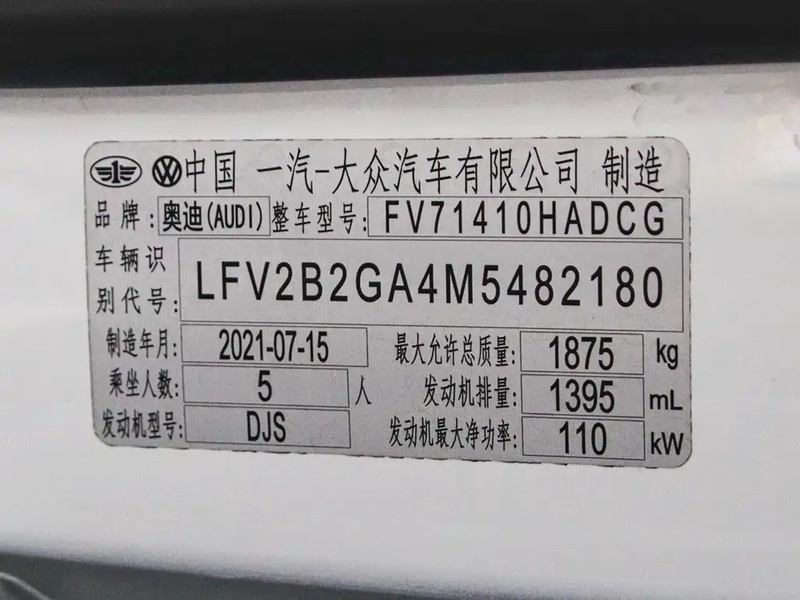 中国 一汽-大众汽车有限公司 制造
品牌: 奥迪(AUDI) 整车型号: FV71410HADCG
车辆识别代号: LFV2B2GA4M5482180
制造年月: 2021-07-15 最大允许总质量: 1875 kg
乘坐人数: 5 人 发动机排量: 1395 mL
发动机型号: DJS 发动机最大净功率: 110 kW